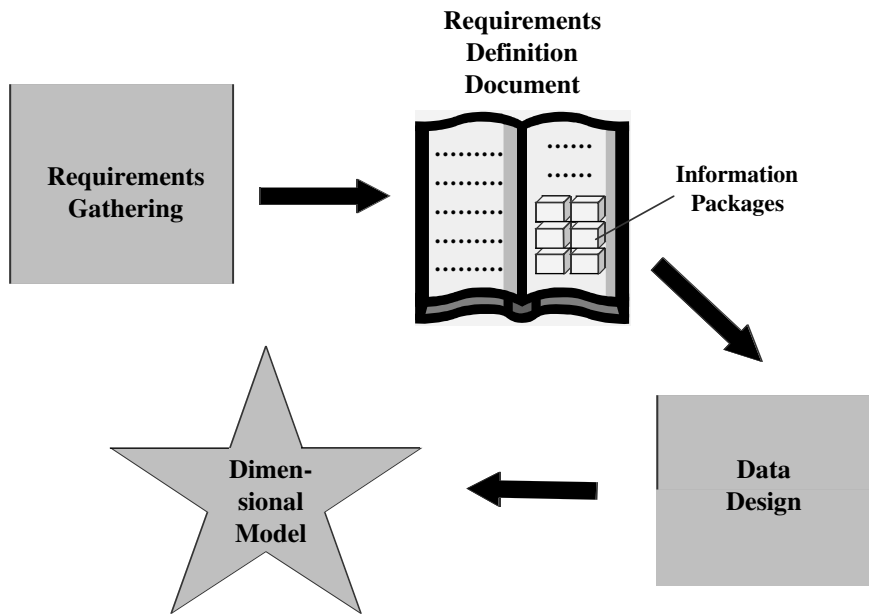 Requirements
Definition
Document
Requirements
Gathering
Information
Packages
Data
Design
Dimen-
sional
Model